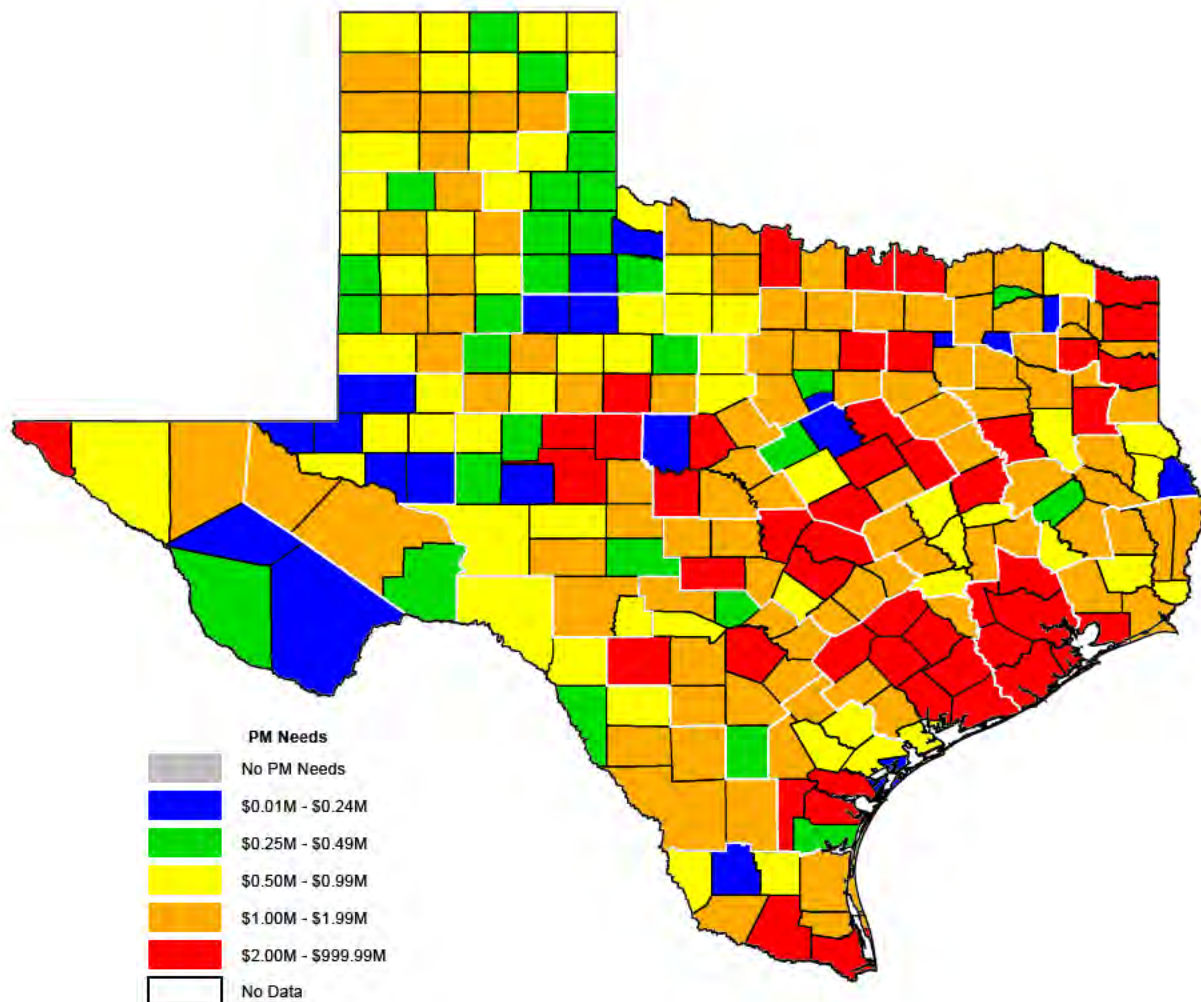 PM Needs
No PM Needs
$0.01M - $0.24M
$0.25M - $0.49M
$0.50M - $0.99M
$1.00M - $1.99M
$2.00M - $999.99M
No Data